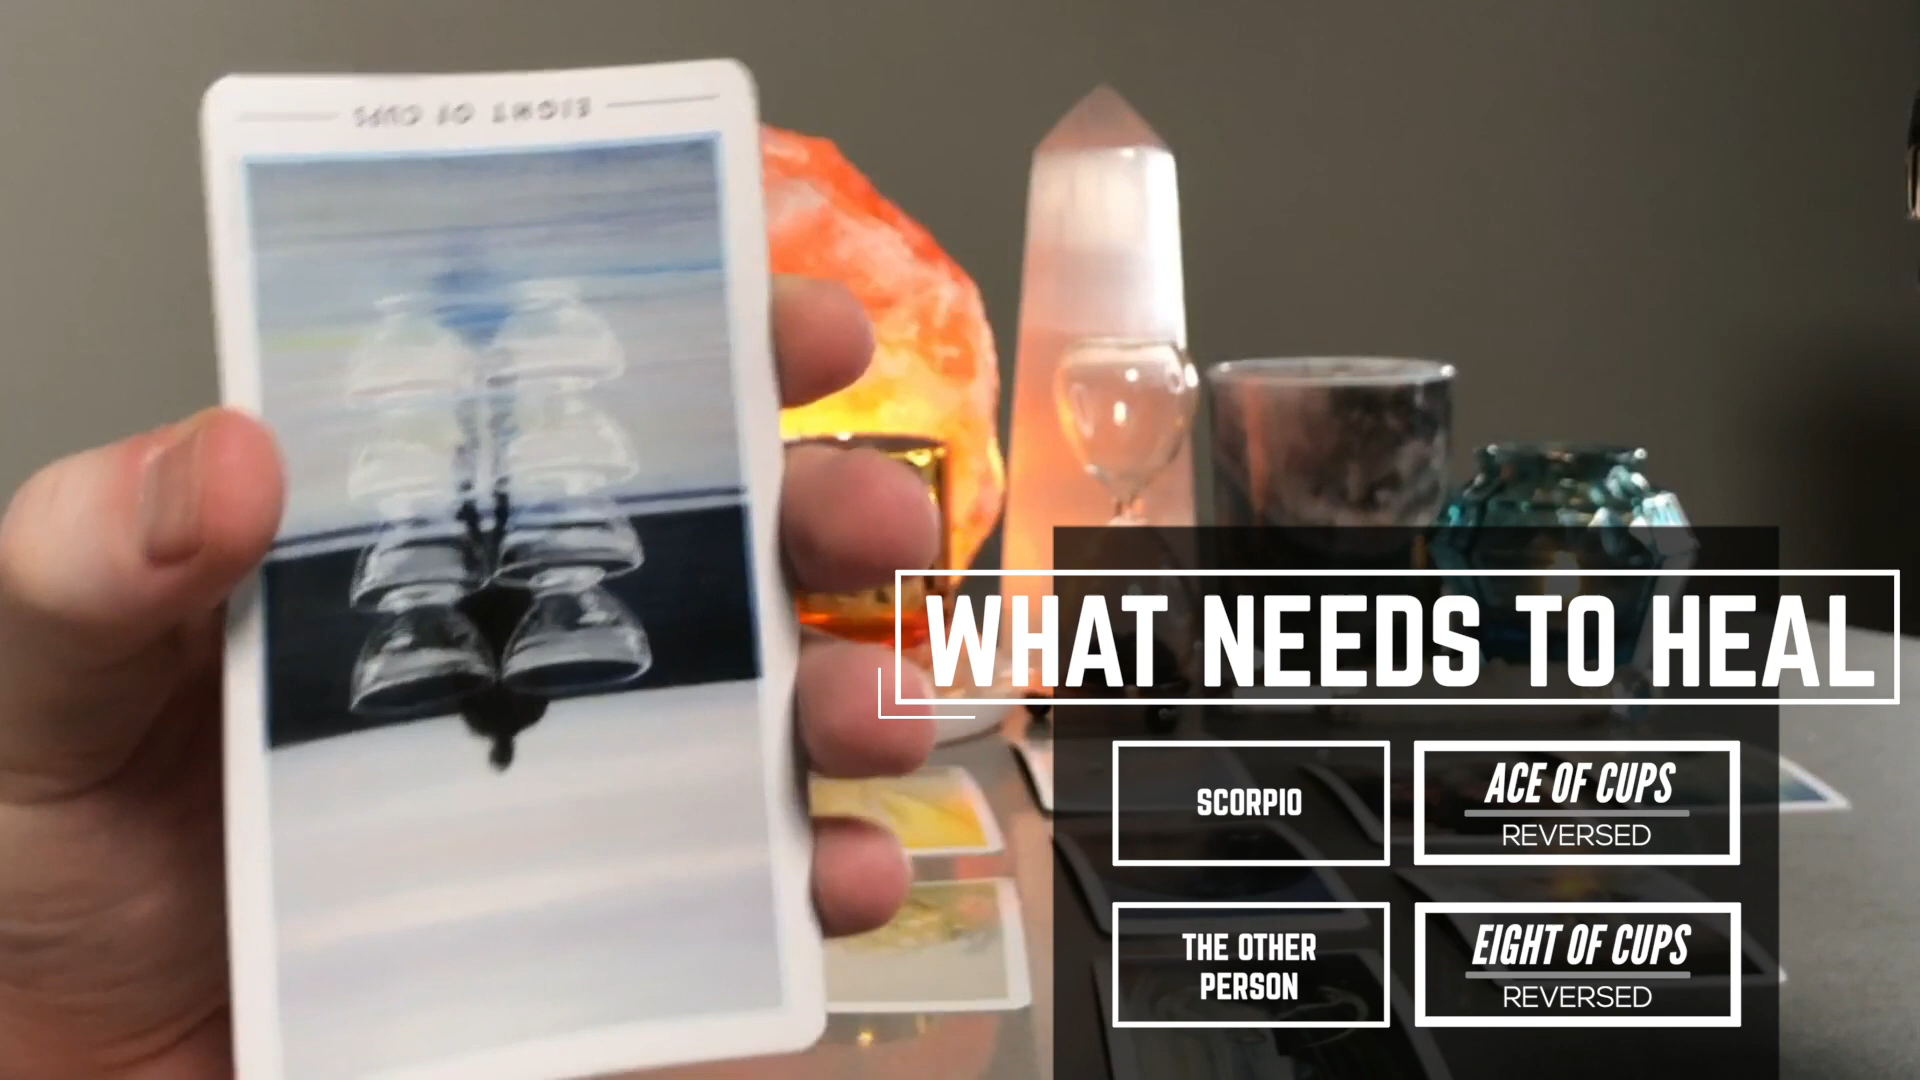 EIGHT OF CUPS
WHAT NEEDS TO HEAL
SCORPIO
ACE OF CUPS
REVERSED
THE OTHER
PERSON
EIGHT OF CUPS
REVERSED